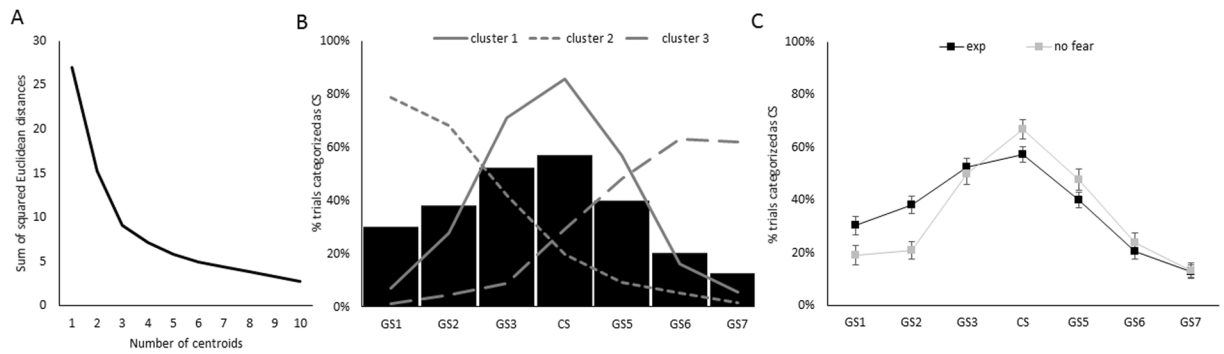 A
Sum of squared Euclidean distances
30
25
20
15
10
5
0
1 2 3 4 5 6 7 8 9 10
Number of centroids
B
% trials categorized as CS
100%
80%
60%
40%
20%
0%
cluster 1 cluster 2 cluster 3
GS1 GS2 GS3 CS GS5 GS6 GS7
C
% trials categorized as CS
100%
80%
60%
40%
20%
0%
exp no fear
GS1 GS2 GS3 CS GS5 GS6 GS7